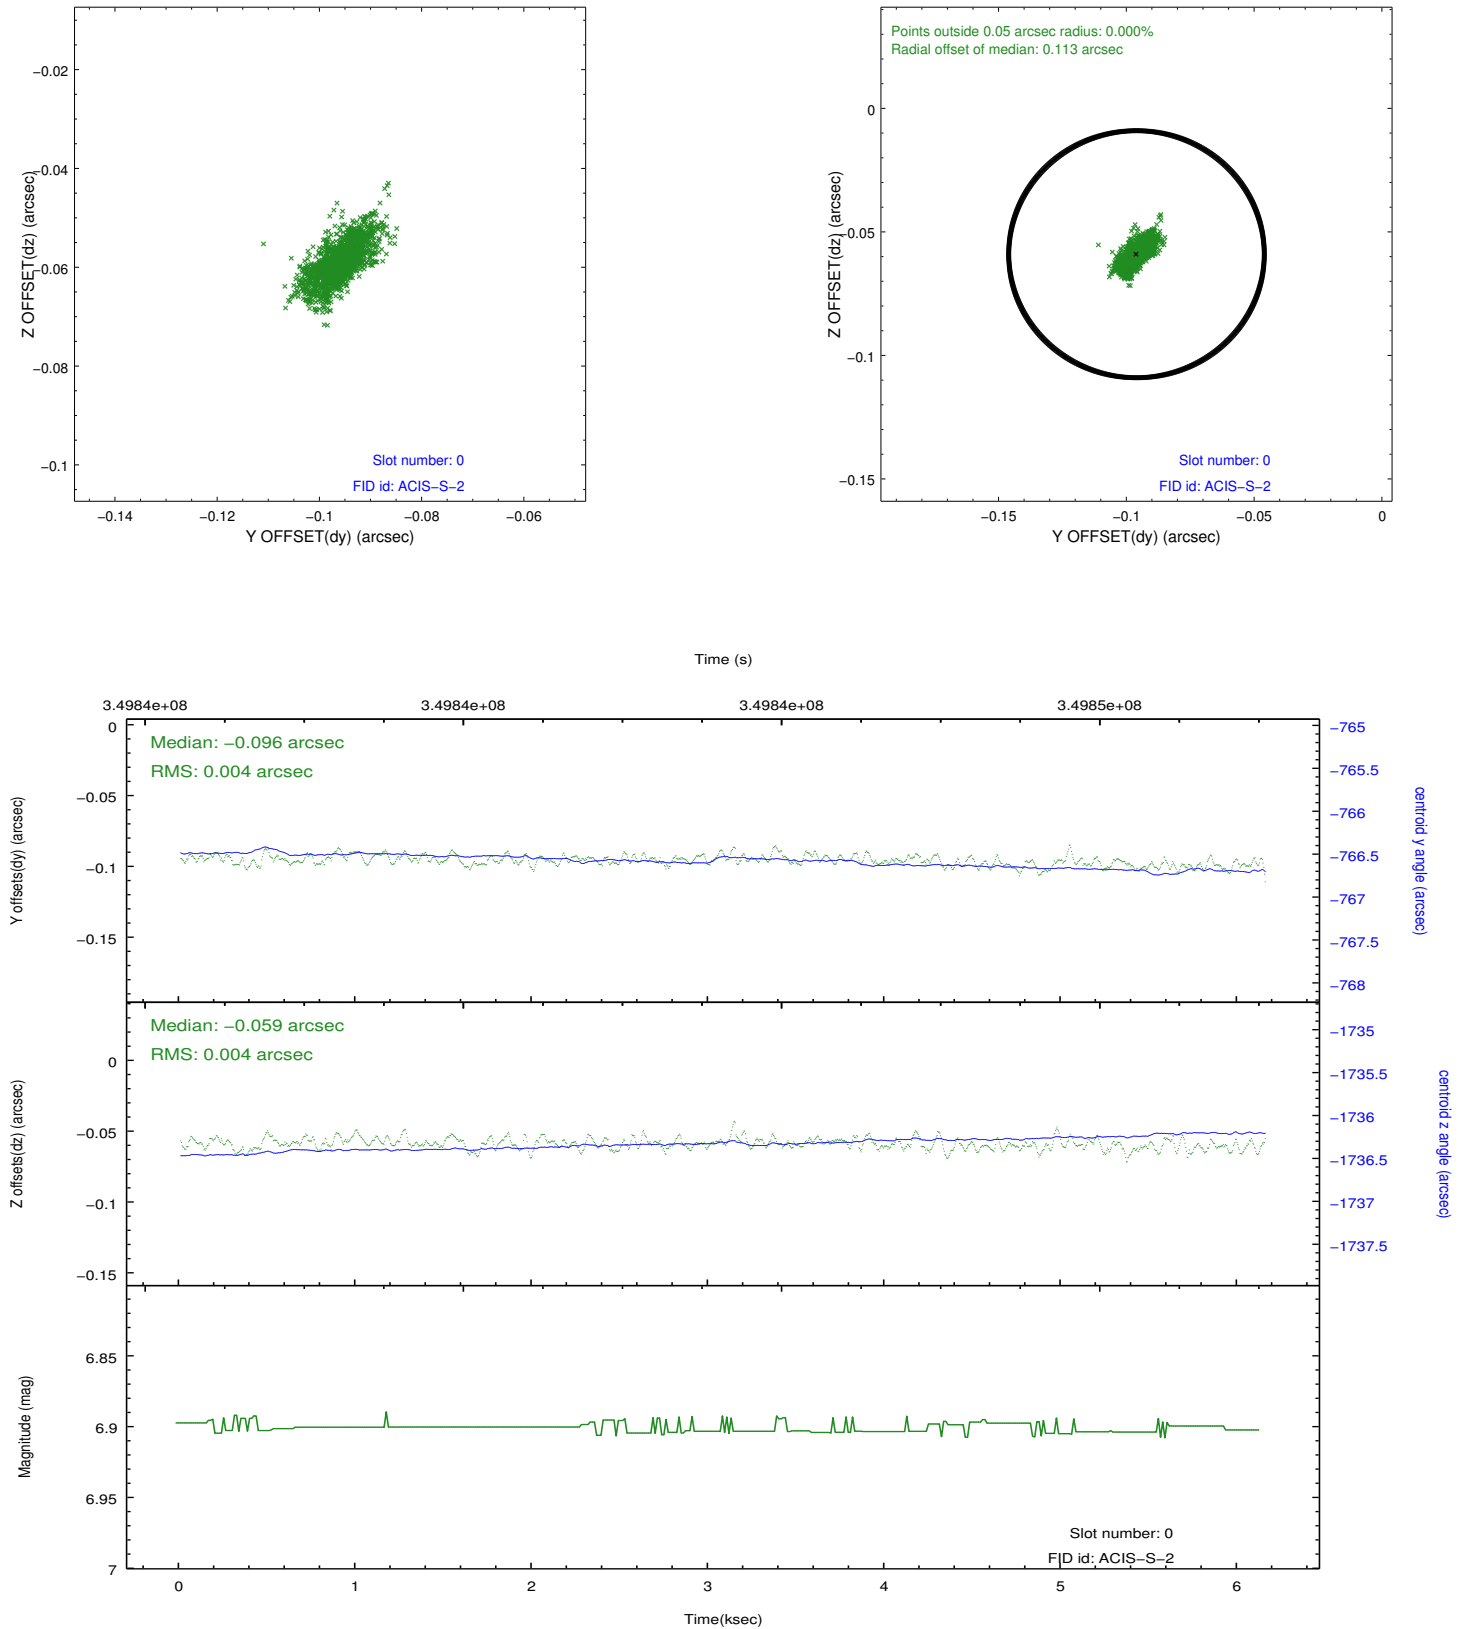 −0.02
−0.04
−0.06
−0.08
−0.1
Z OFFSET(dz) (arcsec)
Slot number: 0
FID id: ACIS−S−2
−0.14
−0.12
−0.1
−0.08
−0.06
Y OFFSET(dy) (arcsec)
Points outside 0.05 arcsec radius: 0.000%
Radial offset of median: 0.113 arcsec
0
−0.05
−0.1
−0.15
Z OFFSET(dz) (arcsec)
Slot number: 0
FID id: ACIS−S−2
−0.15
−0.1
−0.05
0
Y OFFSET(dy) (arcsec)
Time (s)
3.4984e+08
3.4984e+08
3.4984e+08
3.4985e+08
Median: −0.096 arcsec
RMS: 0.004 arcsec
0
−0.05
−0.1
−0.15
Y offsets(dy) (arcsec)
−765
−765.5
−766
−766.5
−767
−767.5
−768
centroid y angle (arcsec)
Median: −0.059 arcsec
RMS: 0.004 arcsec
0
−0.05
−0.1
−0.15
Z offsets(dz) (arcsec)
−1735
−1735.5
−1736
−1736.5
−1737
−1737.5
centroid z angle (arcsec)
6.85
6.9
6.95
7
Magnitude (mag)
Slot number: 0
FID id: ACIS−S−2
0
1
2
3
4
5
6
Time(ksec)